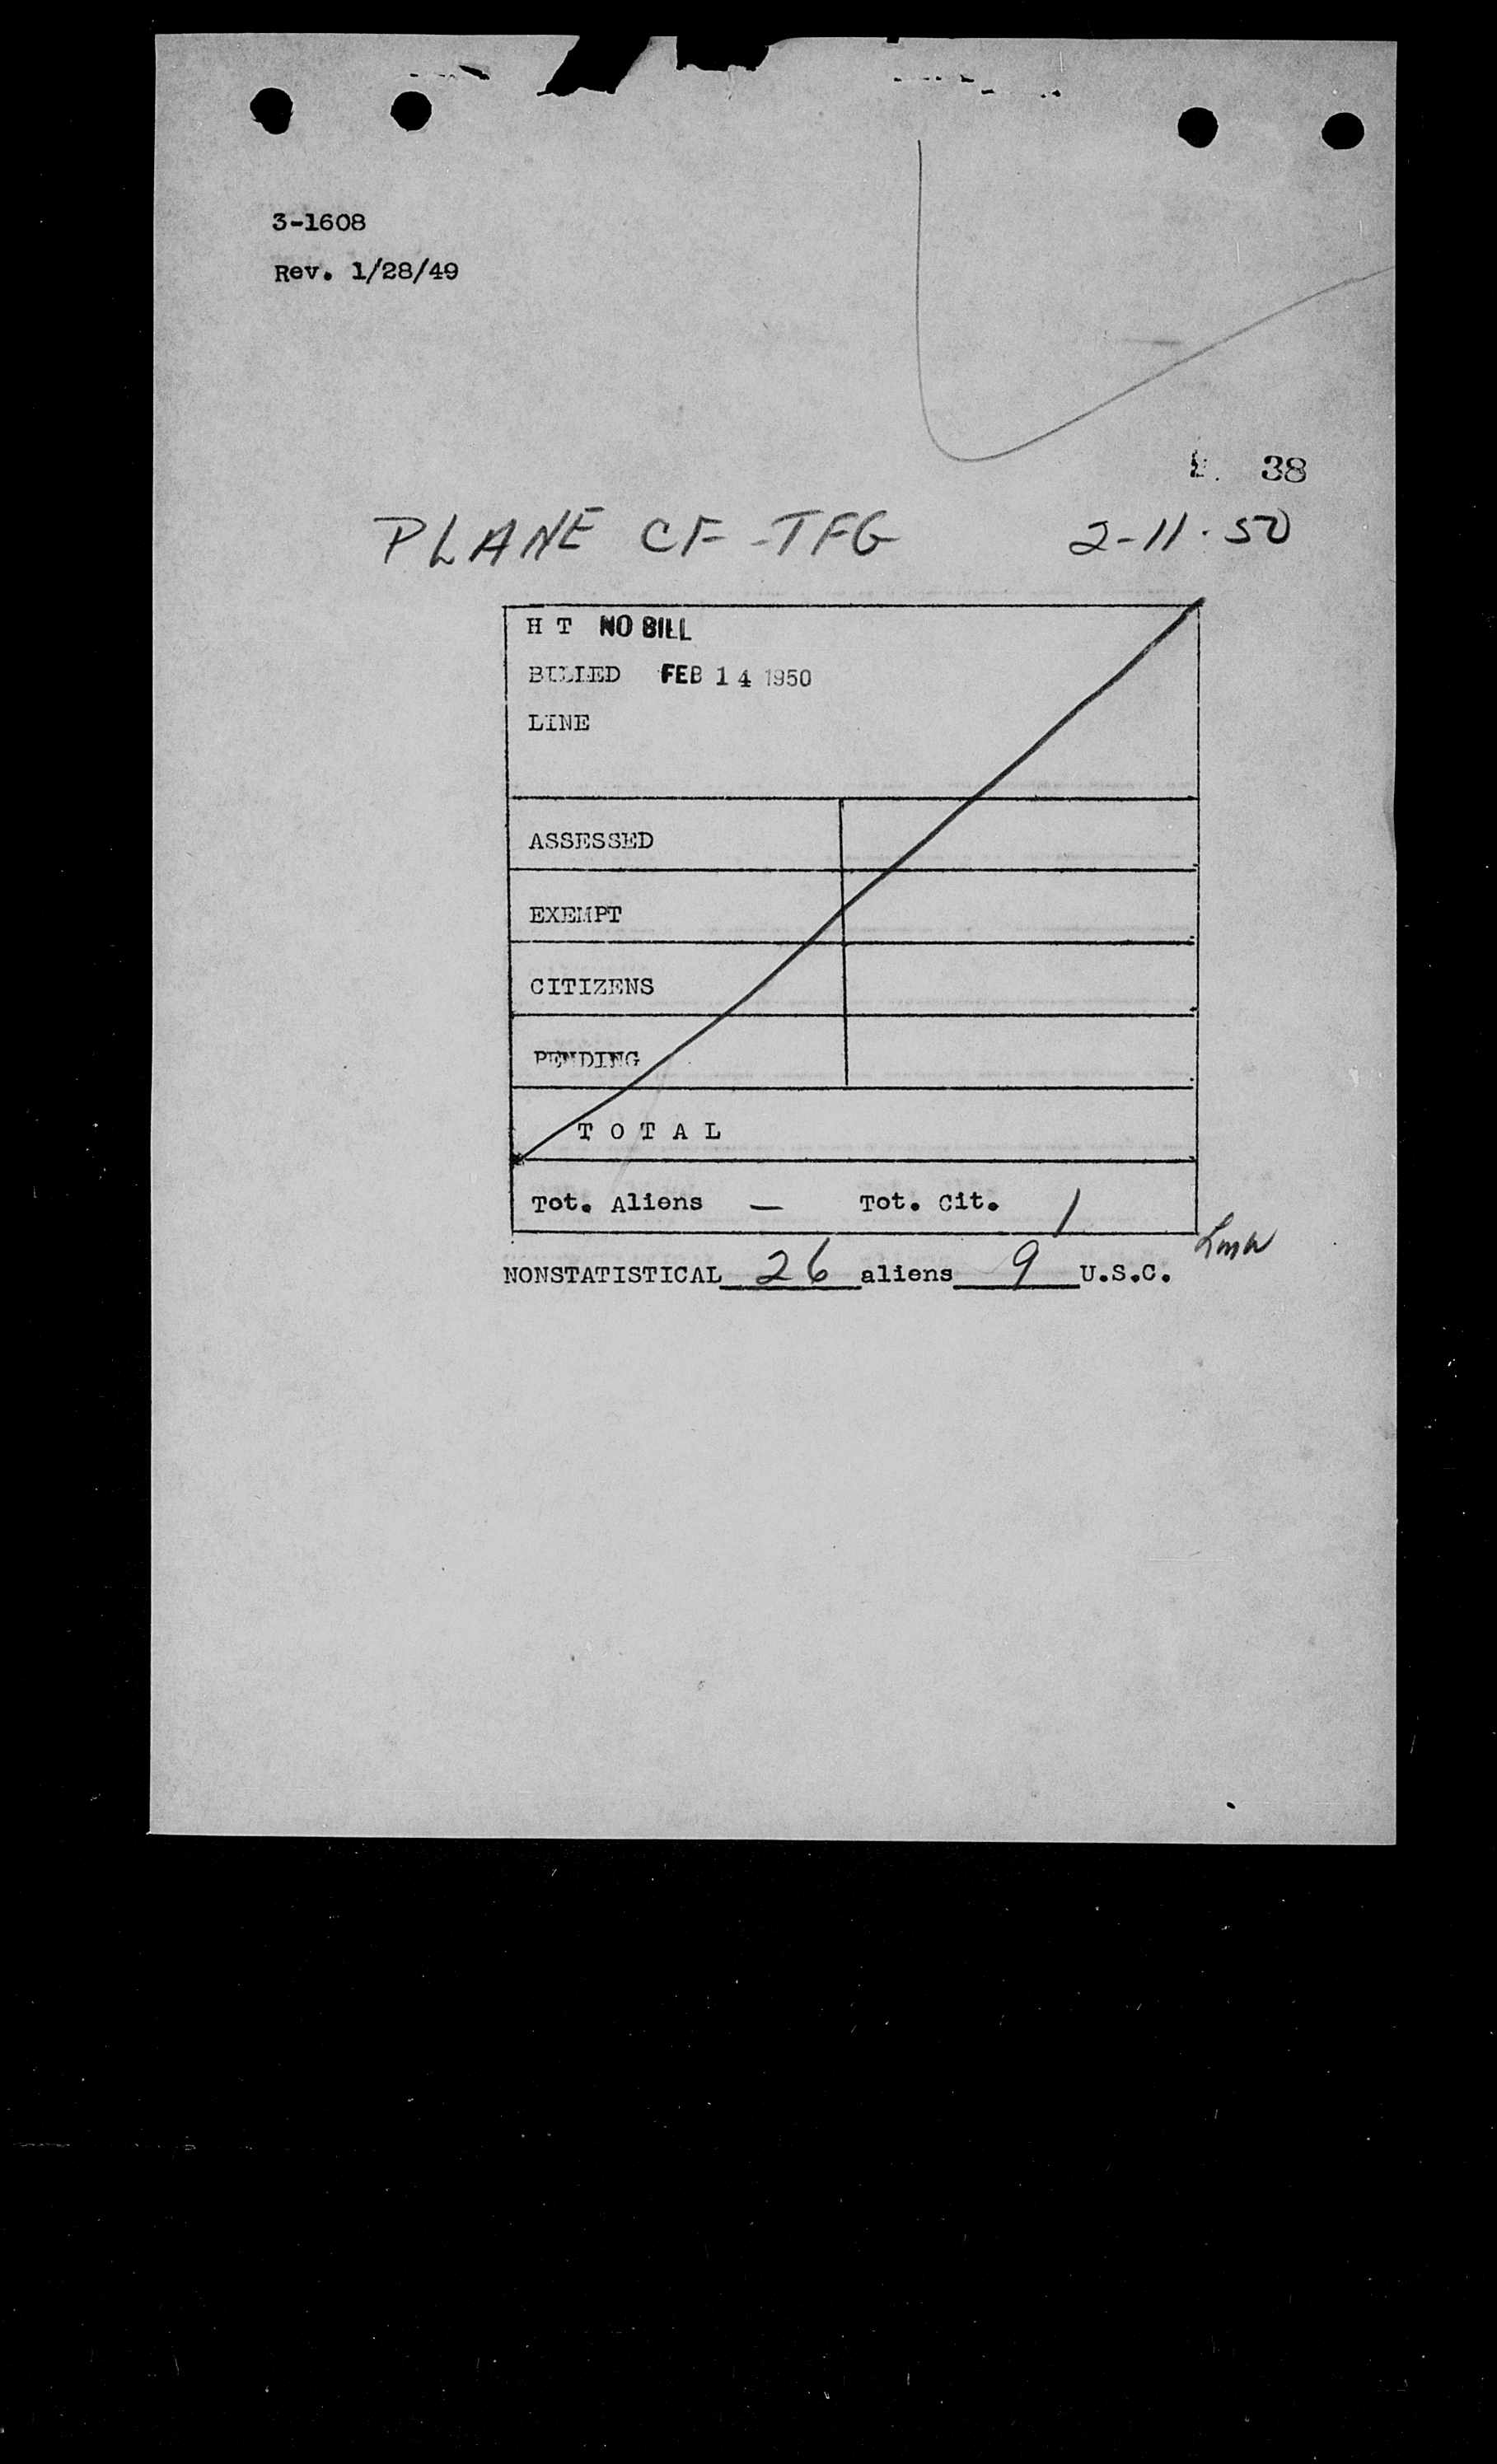 3-1608
Rev. 1/28/49
38
PLANE CF-TFG 2-11-50
H T NO BILL
BILLED FEB 14 1950
LINE
ASSESSED
EXEMPT
CITIZENS
PENDING
T O T A L
Tot. Aliens — Tot. Cit. 1
NONSTATISTICAL 26 aliens 9 U.S.C.